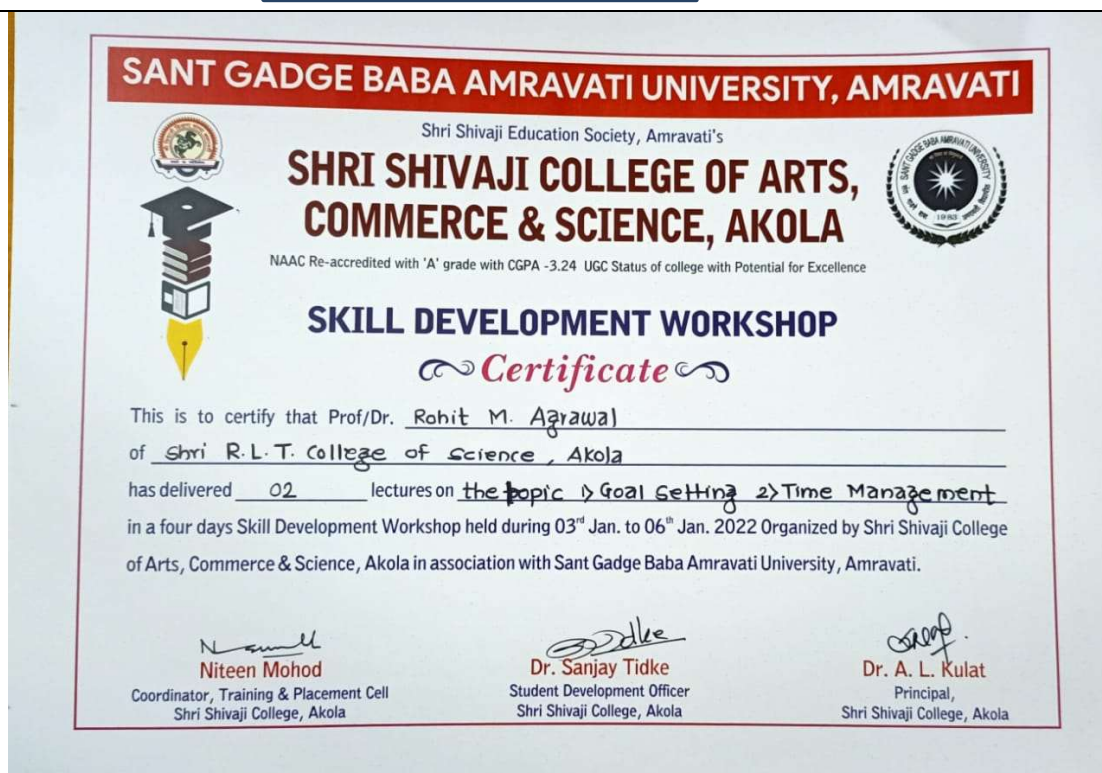 SANT GADGE BABA AMRAVATI UNIVERSITY, AMRAVATI
Shri Shivaji Education Society, Amravati's
SHRI SHIVAJI COLLEGE OF ARTS,
COMMERCE & SCIENCE, AKOLA
SANT GADGE BABA AMRAVATI UNIVERSITY
1983
NAAC Re-accredited with 'A' grade with CGPA -3.24 UGC Status of college with Potential for Excellence
SKILL DEVELOPMENT WORKSHOP
Certificate
This is to certify that Prof/Dr. Rohit M. Agrawal
of Shri R.L.T. College of Science, Akola
has delivered 02 lectures on the topic 1) Goal Setting 2) Time Management
in a four days Skill Development Workshop held during 03rd Jan. to 06th Jan. 2022 Organized by Shri Shivaji College
of Arts, Commerce & Science, Akola in association with Sant Gadge Baba Amravati University, Amravati.
Niteen Mohod
Coordinator, Training & Placement Cell
Shri Shivaji College, Akola
Dr. Sanjay Tidke
Student Development Officer
Shri Shivaji College, Akola
Dr. A. L. Kulat
Principal,
Shri Shivaji College, Akola